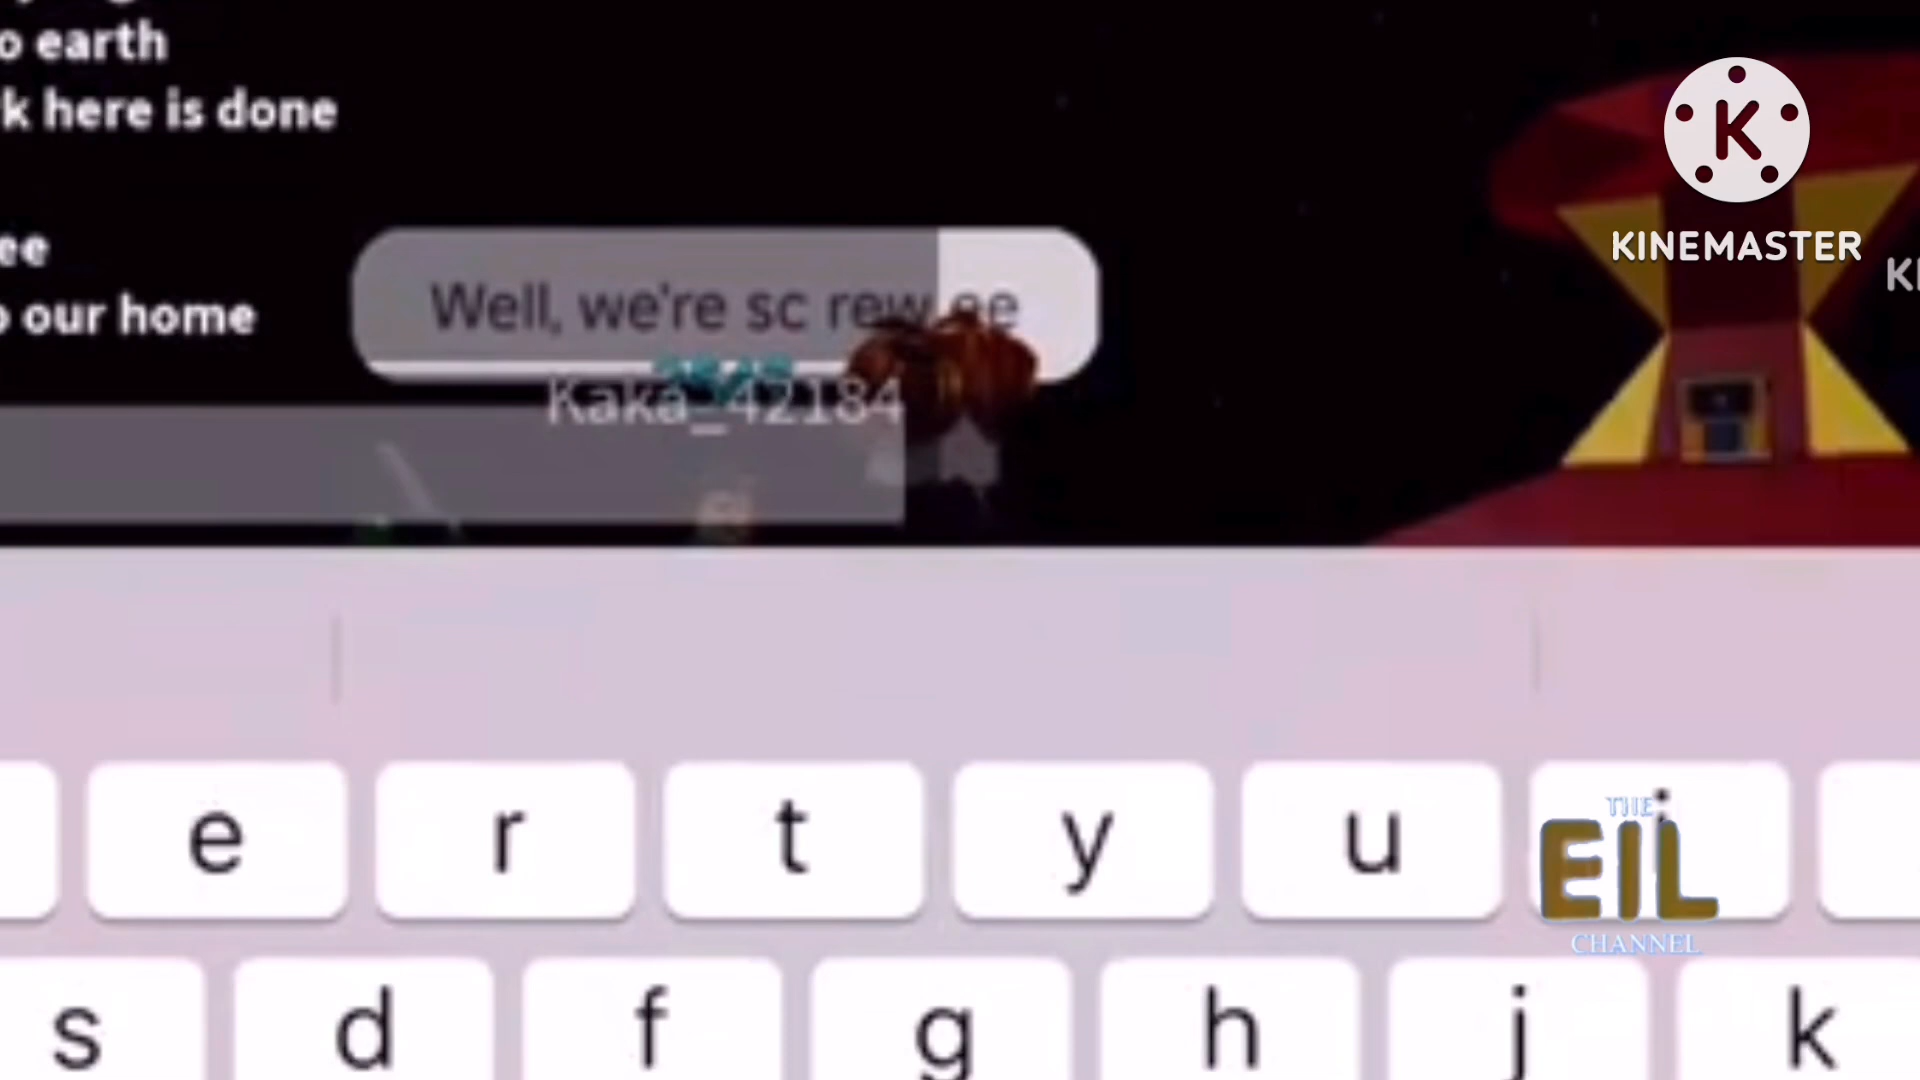 o earth
k here is done
ee
o our home
Well, we're sc rew ee
Kaka_42184
K
KINEMASTER
e r t y u i
THE
EIL
CHANNEL
s d f g h j k